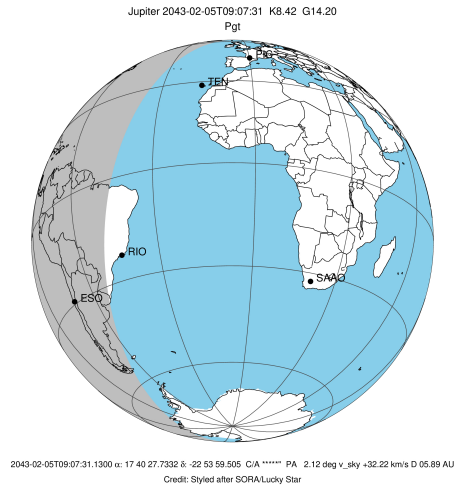 Jupiter 2043-02-05T09:07:31 K8.42 G14.20
Pgt
PIC
TEN
RIO
SAAO
ESO
2043-02-05T09:07:31.1300 α: 17 40 27.7332 δ: -22 53 59.505 C/A *****" PA 2.12 deg v_sky +32.22 km/s D 05.89 AU
Credit: Styled after SORA/Lucky Star